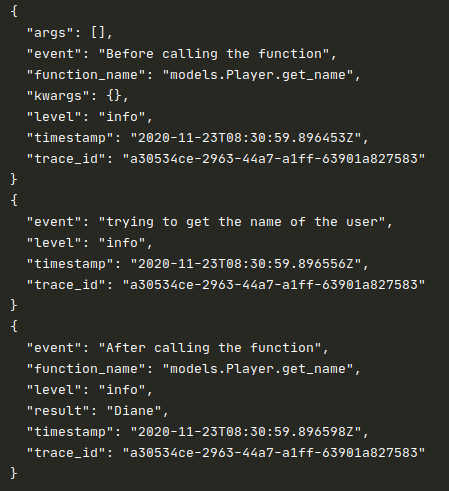 {
  "args": [],
  "event": "Before calling the function",
  "function_name": "models.Player.get_name",
  "kwargs": {},
  "level": "info",
  "timestamp": "2020-11-23T08:30:59.896453Z",
  "trace_id": "a30534ce-2963-44a7-a1ff-63901a827583"
}
{
  "event": "trying to get the name of the user",
  "level": "info",
  "timestamp": "2020-11-23T08:30:59.896556Z",
  "trace_id": "a30534ce-2963-44a7-a1ff-63901a827583"
}
{
  "event": "After calling the function",
  "function_name": "models.Player.get_name",
  "level": "info",
  "result": "Diane",
  "timestamp": "2020-11-23T08:30:59.896598Z",
  "trace_id": "a30534ce-2963-44a7-a1ff-63901a827583"
}